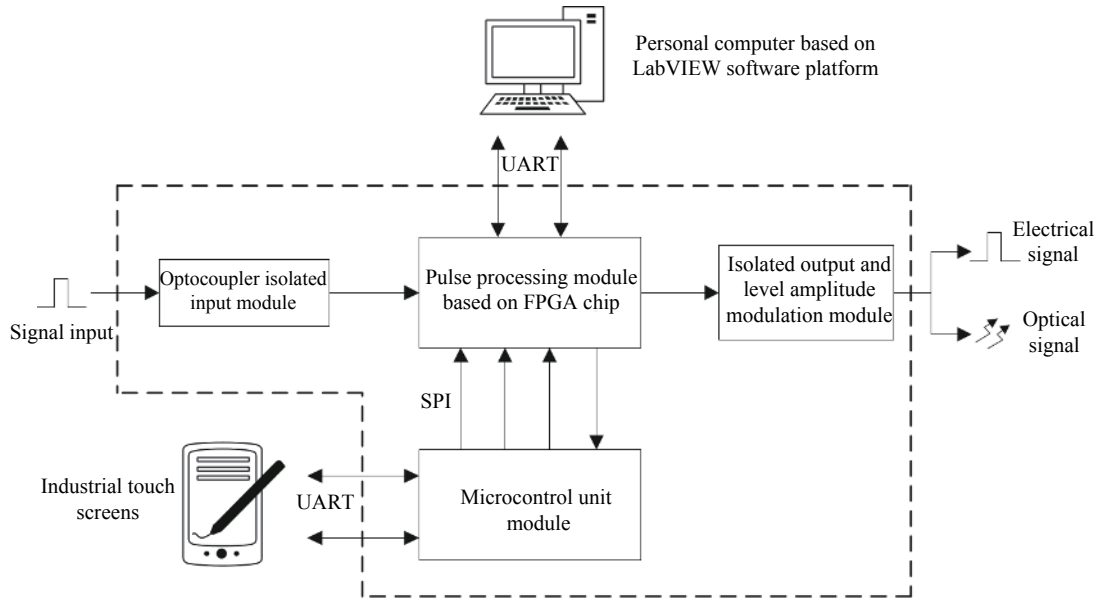 Personal computer based on
LabVIEW software platform
UART
Optocoupler isolated
input module
Pulse processing module
based on FPGA chip
Isolated output and
level amplitude
modulation module
Electrical
signal
Signal input
Optical
signal
SPI
Industrial touch
screens
UART
Microcontrol unit
module